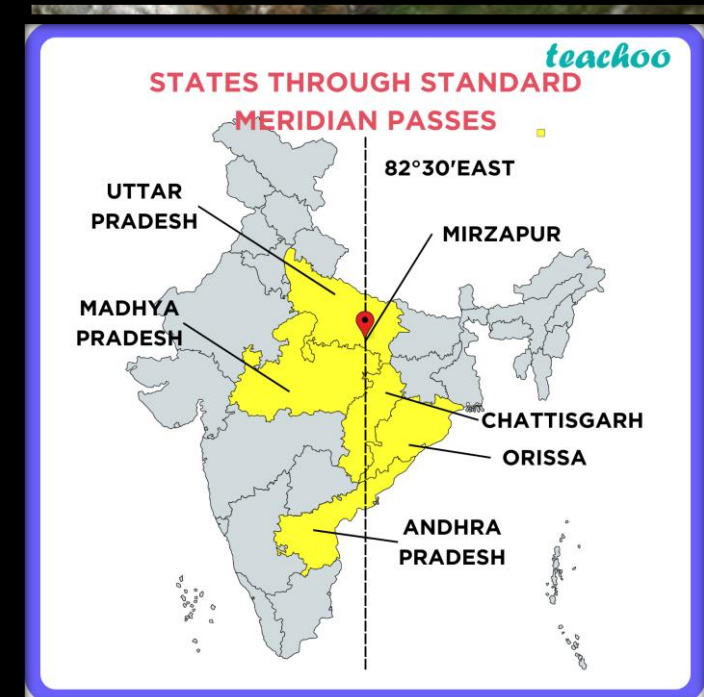 teachoo
STATES THROUGH STANDARD
MERIDIAN PASSES
82°30'EAST
UTTAR
PRADESH
MIRZAPUR
MADHYA
PRADESH
CHATTISGARH
ORISSA
ANDHRA
PRADESH